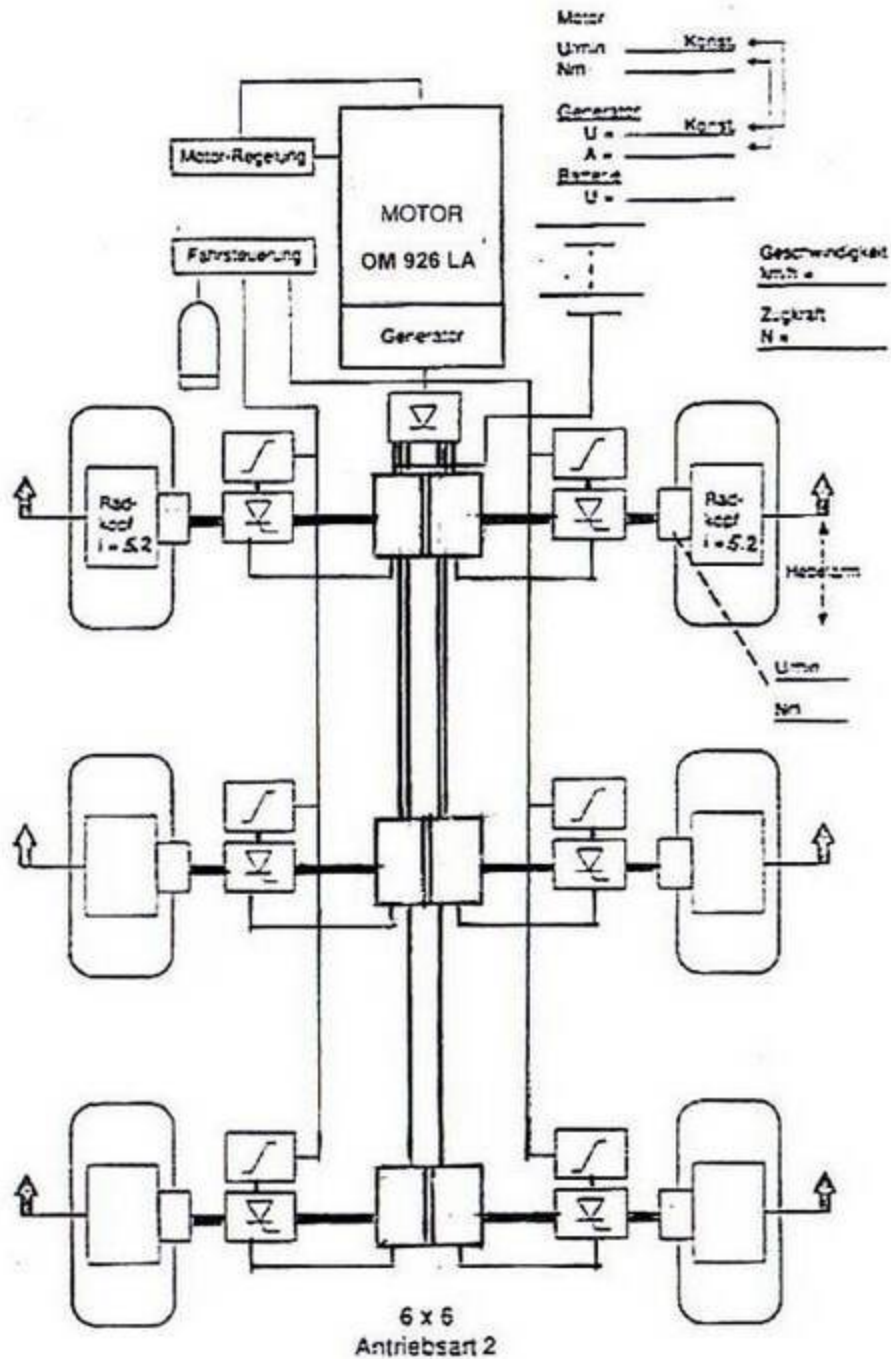 Motor
U/min Konst.
Nm
Generator
U = Konst.
A =
Batterie
U =
Motor-Regelung
MOTOR
OM 926 LA
Fahrsteuerung
Generator
Geschwindigkeit
km/h =
Zugkraft
N =
Rad-
kopf
i = 5.2
Rad-
kopf
i = 5.2
Hebelarm
U/min
Nm
6 x 6
Antriebsart 2